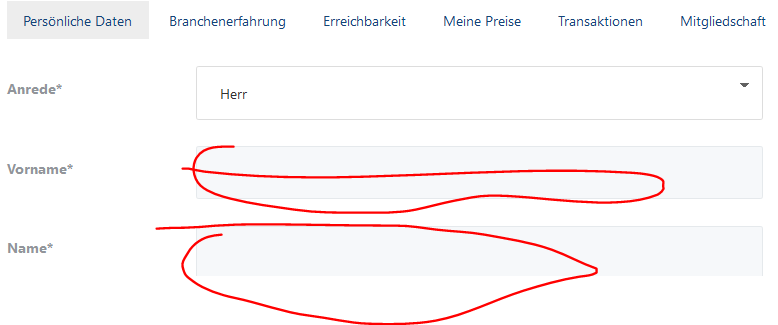 Persönliche Daten Branchenerfahrung Erreichbarkeit Meine Preise Transaktionen Mitgliedschaft
Anrede* Herr
Vorname*
Name*